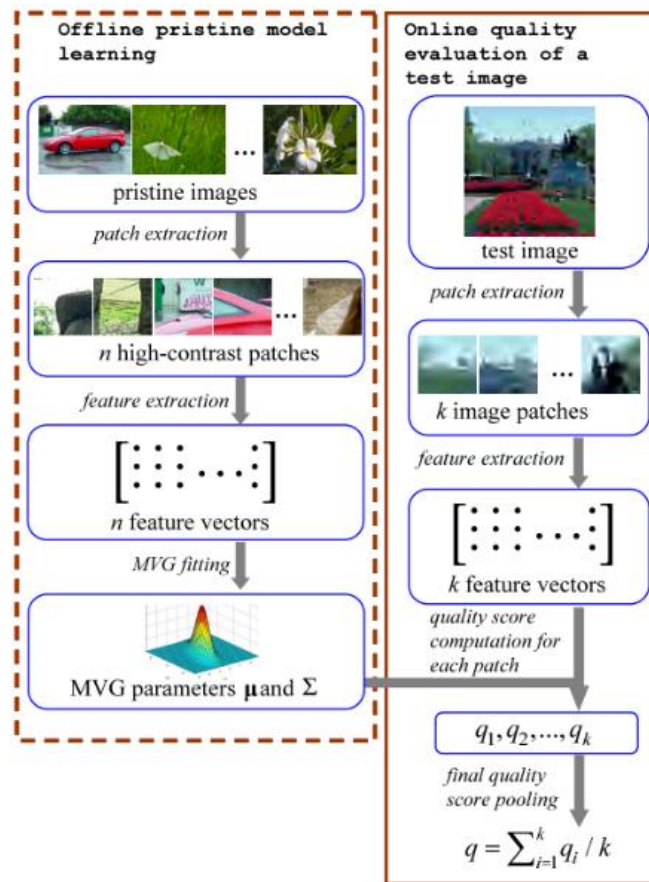 Offline pristine model
learning
...
pristine images
patch extraction
...
n high-contrast patches
feature extraction
n feature vectors
MVG fitting
MVG parameters μ and Σ
Online quality
evaluation of a
test image
test image
patch extraction
...
k image patches
feature extraction
k feature vectors
quality score
computation for
each patch
q₁, q₂, ..., qₖ
final quality
score pooling
q = ∑ᵢ₌₁ᵏ qᵢ / k